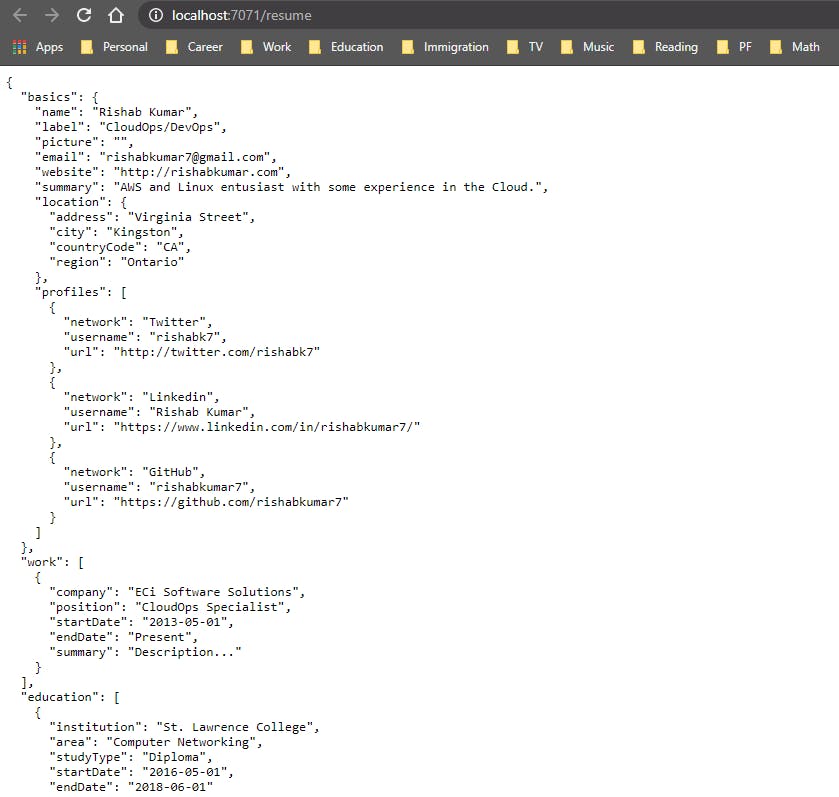 localhost:7071/resume
Apps Personal Career Work Education Immigration TV Music Reading PF Math
{
  "basics": {
    "name": "Rishab Kumar",
    "label": "CloudOps/DevOps",
    "picture": "",
    "email": "rishabkumar7@gmail.com",
    "website": "http://rishabkumar.com",
    "summary": "AWS and Linux entusiast with some experience in the Cloud.",
    "location": {
      "address": "Virginia Street",
      "city": "Kingston",
      "countryCode": "CA",
      "region": "Ontario"
    },
    "profiles": [
      {
        "network": "Twitter",
        "username": "rishabk7",
        "url": "http://twitter.com/rishabk7"
      },
      {
        "network": "Linkedin",
        "username": "Rishab Kumar",
        "url": "https://www.linkedin.com/in/rishabkumar7/"
      },
      {
        "network": "GitHub",
        "username": "rishabkumar7",
        "url": "https://github.com/rishabkumar7"
      }
    ]
  },
  "work": [
    {
      "company": "ECi Software Solutions",
      "position": "CloudOps Specialist",
      "startDate": "2013-05-01",
      "endDate": "Present",
      "summary": "Description..."
    }
  ],
  "education": [
    {
      "institution": "St. Lawrence College",
      "area": "Computer Networking",
      "studyType": "Diploma",
      "startDate": "2016-05-01",
      "endDate": "2018-06-01"